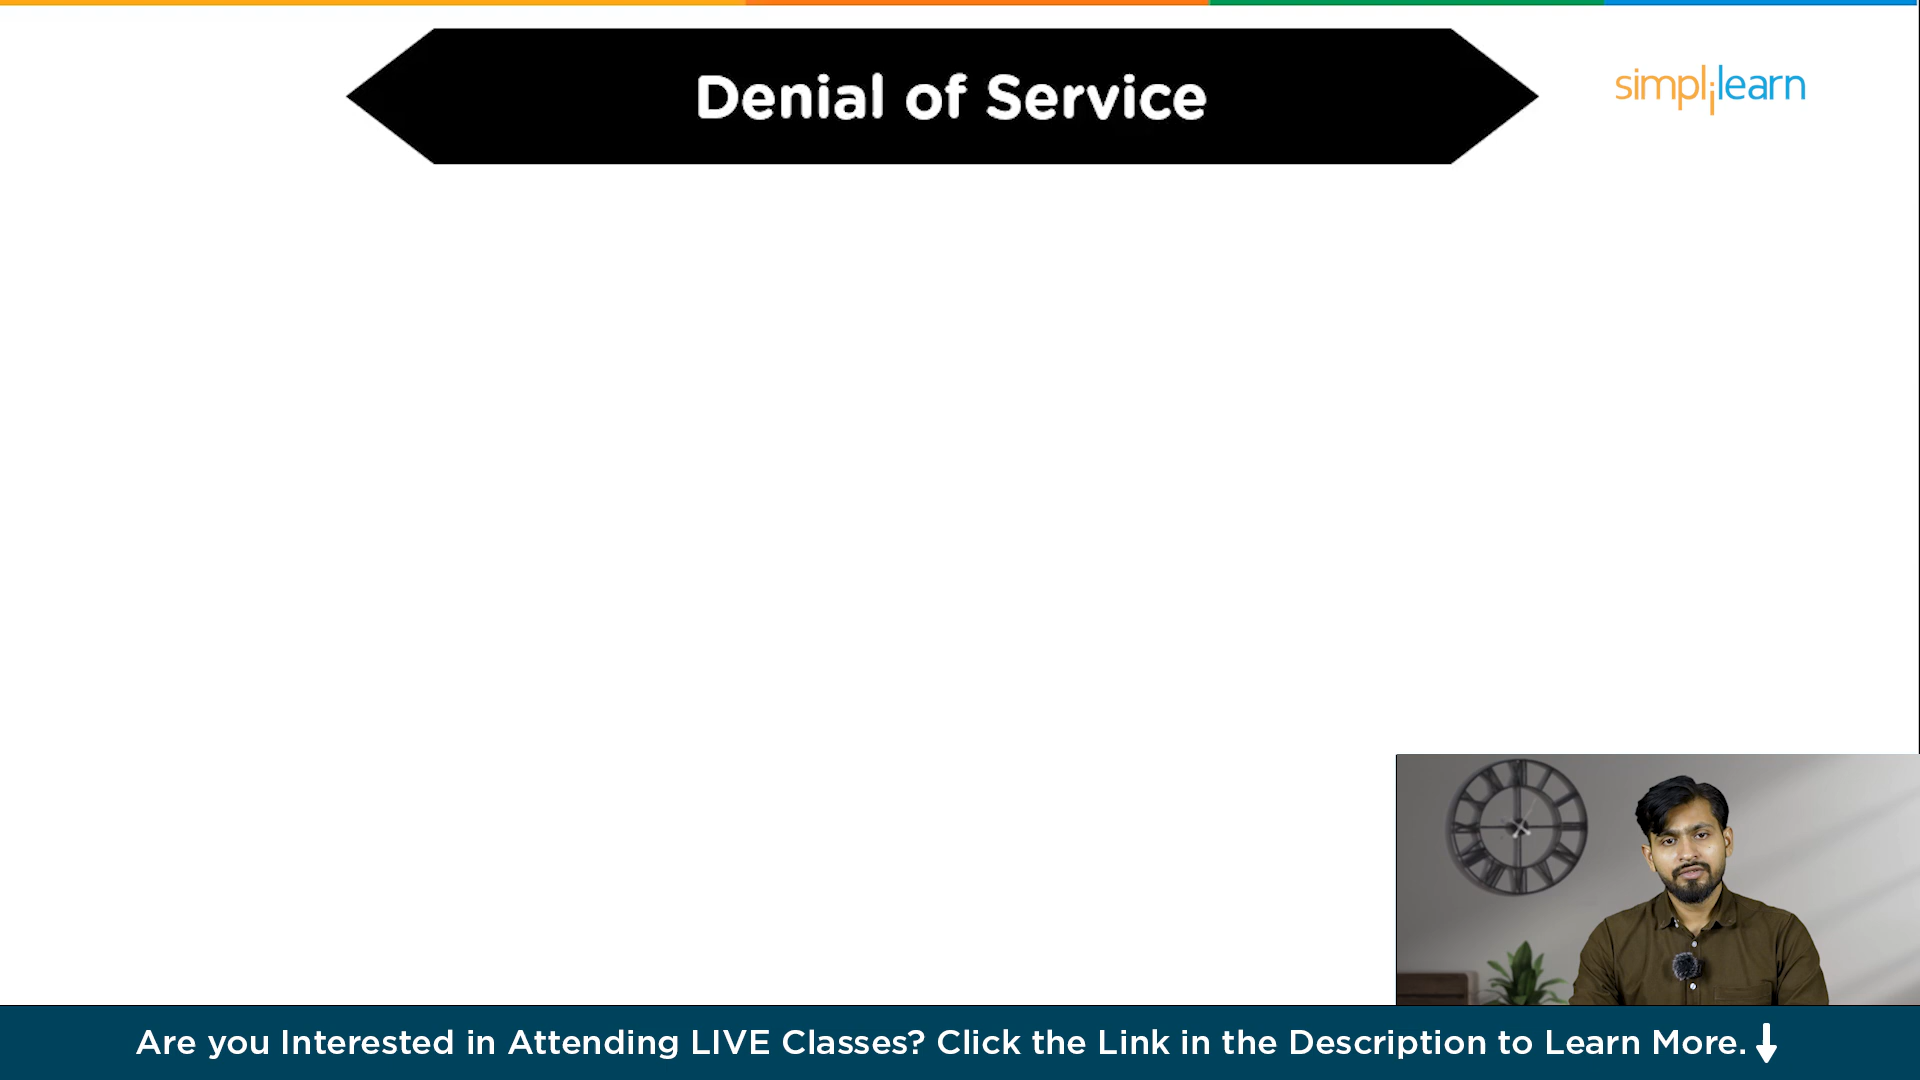 Denial of Service
simplilearn
Are you Interested in Attending LIVE Classes? Click the Link in the Description to Learn More.